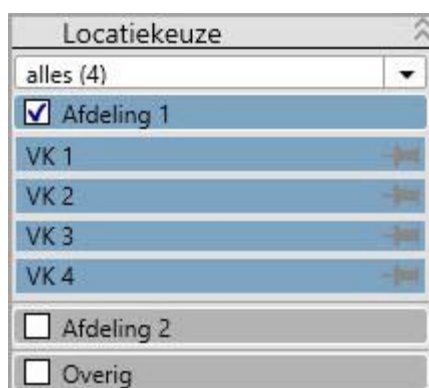 Locatiekeuze
alles (4)
Afdeling 1
VK 1
VK 2
VK 3
VK 4
Afdeling 2
Overig